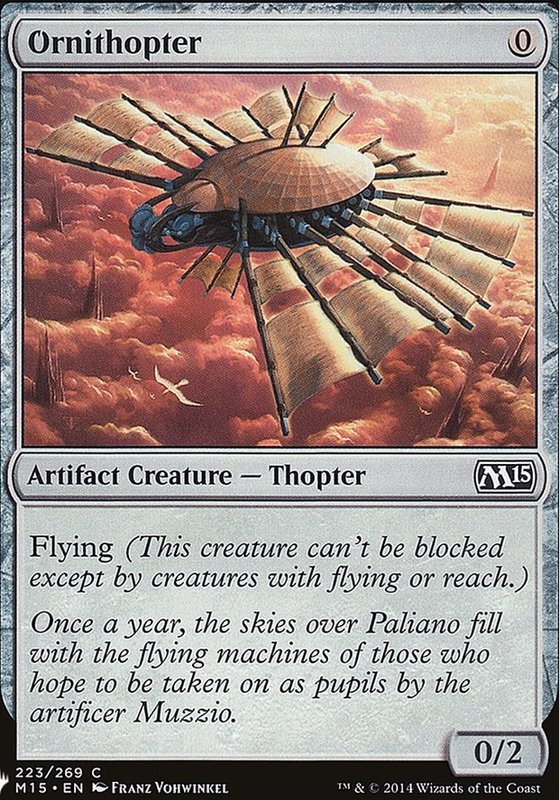 Ornithopter 0
Artifact Creature — Thopter M15
Flying (This creature can't be blocked
except by creatures with flying or reach.)
Once a year, the skies over Paliano fill
with the flying machines of those who
hope to be taken on as pupils by the
artificer Muzzio.
0/2
223/269 C
M15 • EN Franz Vohwinkel
™ & © 2014 Wizards of the Coast